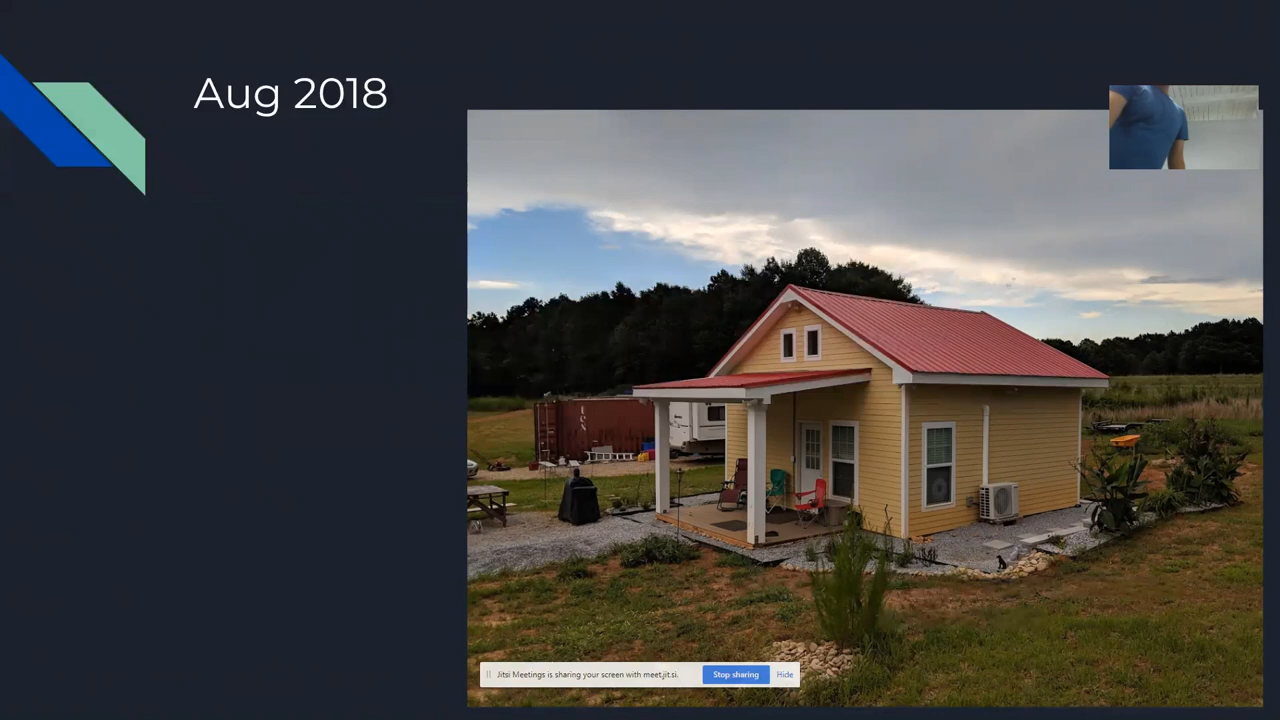 Aug 2018
Jitsi Meetings is sharing your screen with meet.jit.si.
Stop sharing
Hide